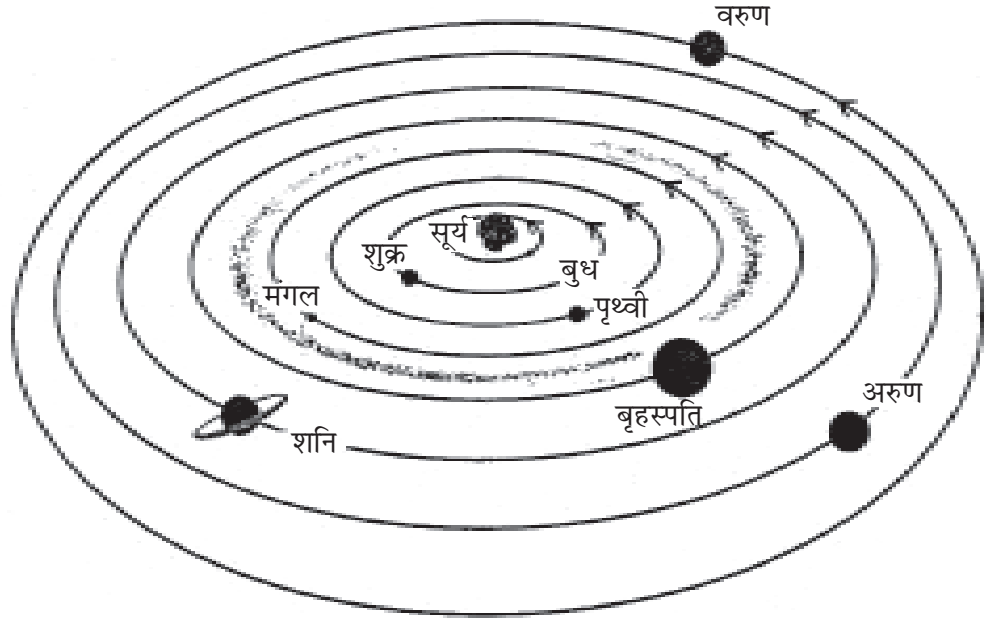 वरुण
सूर्य
शुक्र
बुध
मंगल
पृथ्वी
बृहस्पति
अरुण
शनि